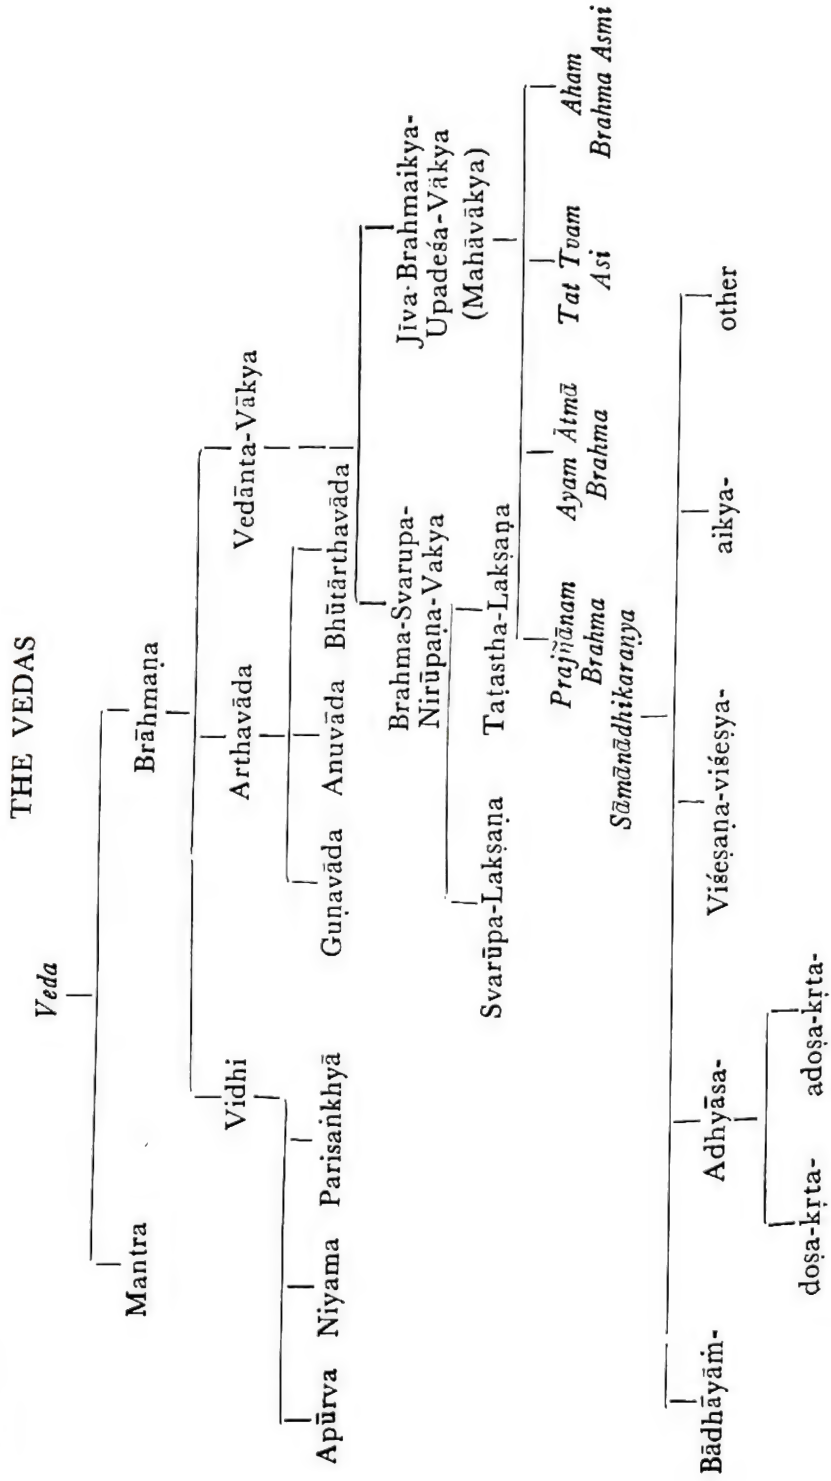 THE VEDAS
Veda
Mantra
Brāhmaṇa
Vidhi
Arthavāda
Vedānta-Vākya
Apūrva
Niyama
Parisaṅkhyā
Guṇavāda
Anuvāda
Bhūtārthavāda
Brahma-Svarupa-
Nirūpaṇa-Vakya
Jīva-Brahmaikya-
Upadeśa-Vākya
(Mahāvākya)
Svarūpa-Lakṣaṇa
Taṭastha-Lakṣaṇa
Prajñānam
Brahma
Ayam Ātmā
Brahma
Tat Tvam
Asi
Aham
Brahma Asmi
Sāmānādhikaraṇya
Bādhāyāṁ-
Adhyāsa-
Viśeṣaṇa-viśeṣya-
aikya-
other
doṣa-kṛta-
adoṣa-kṛta-